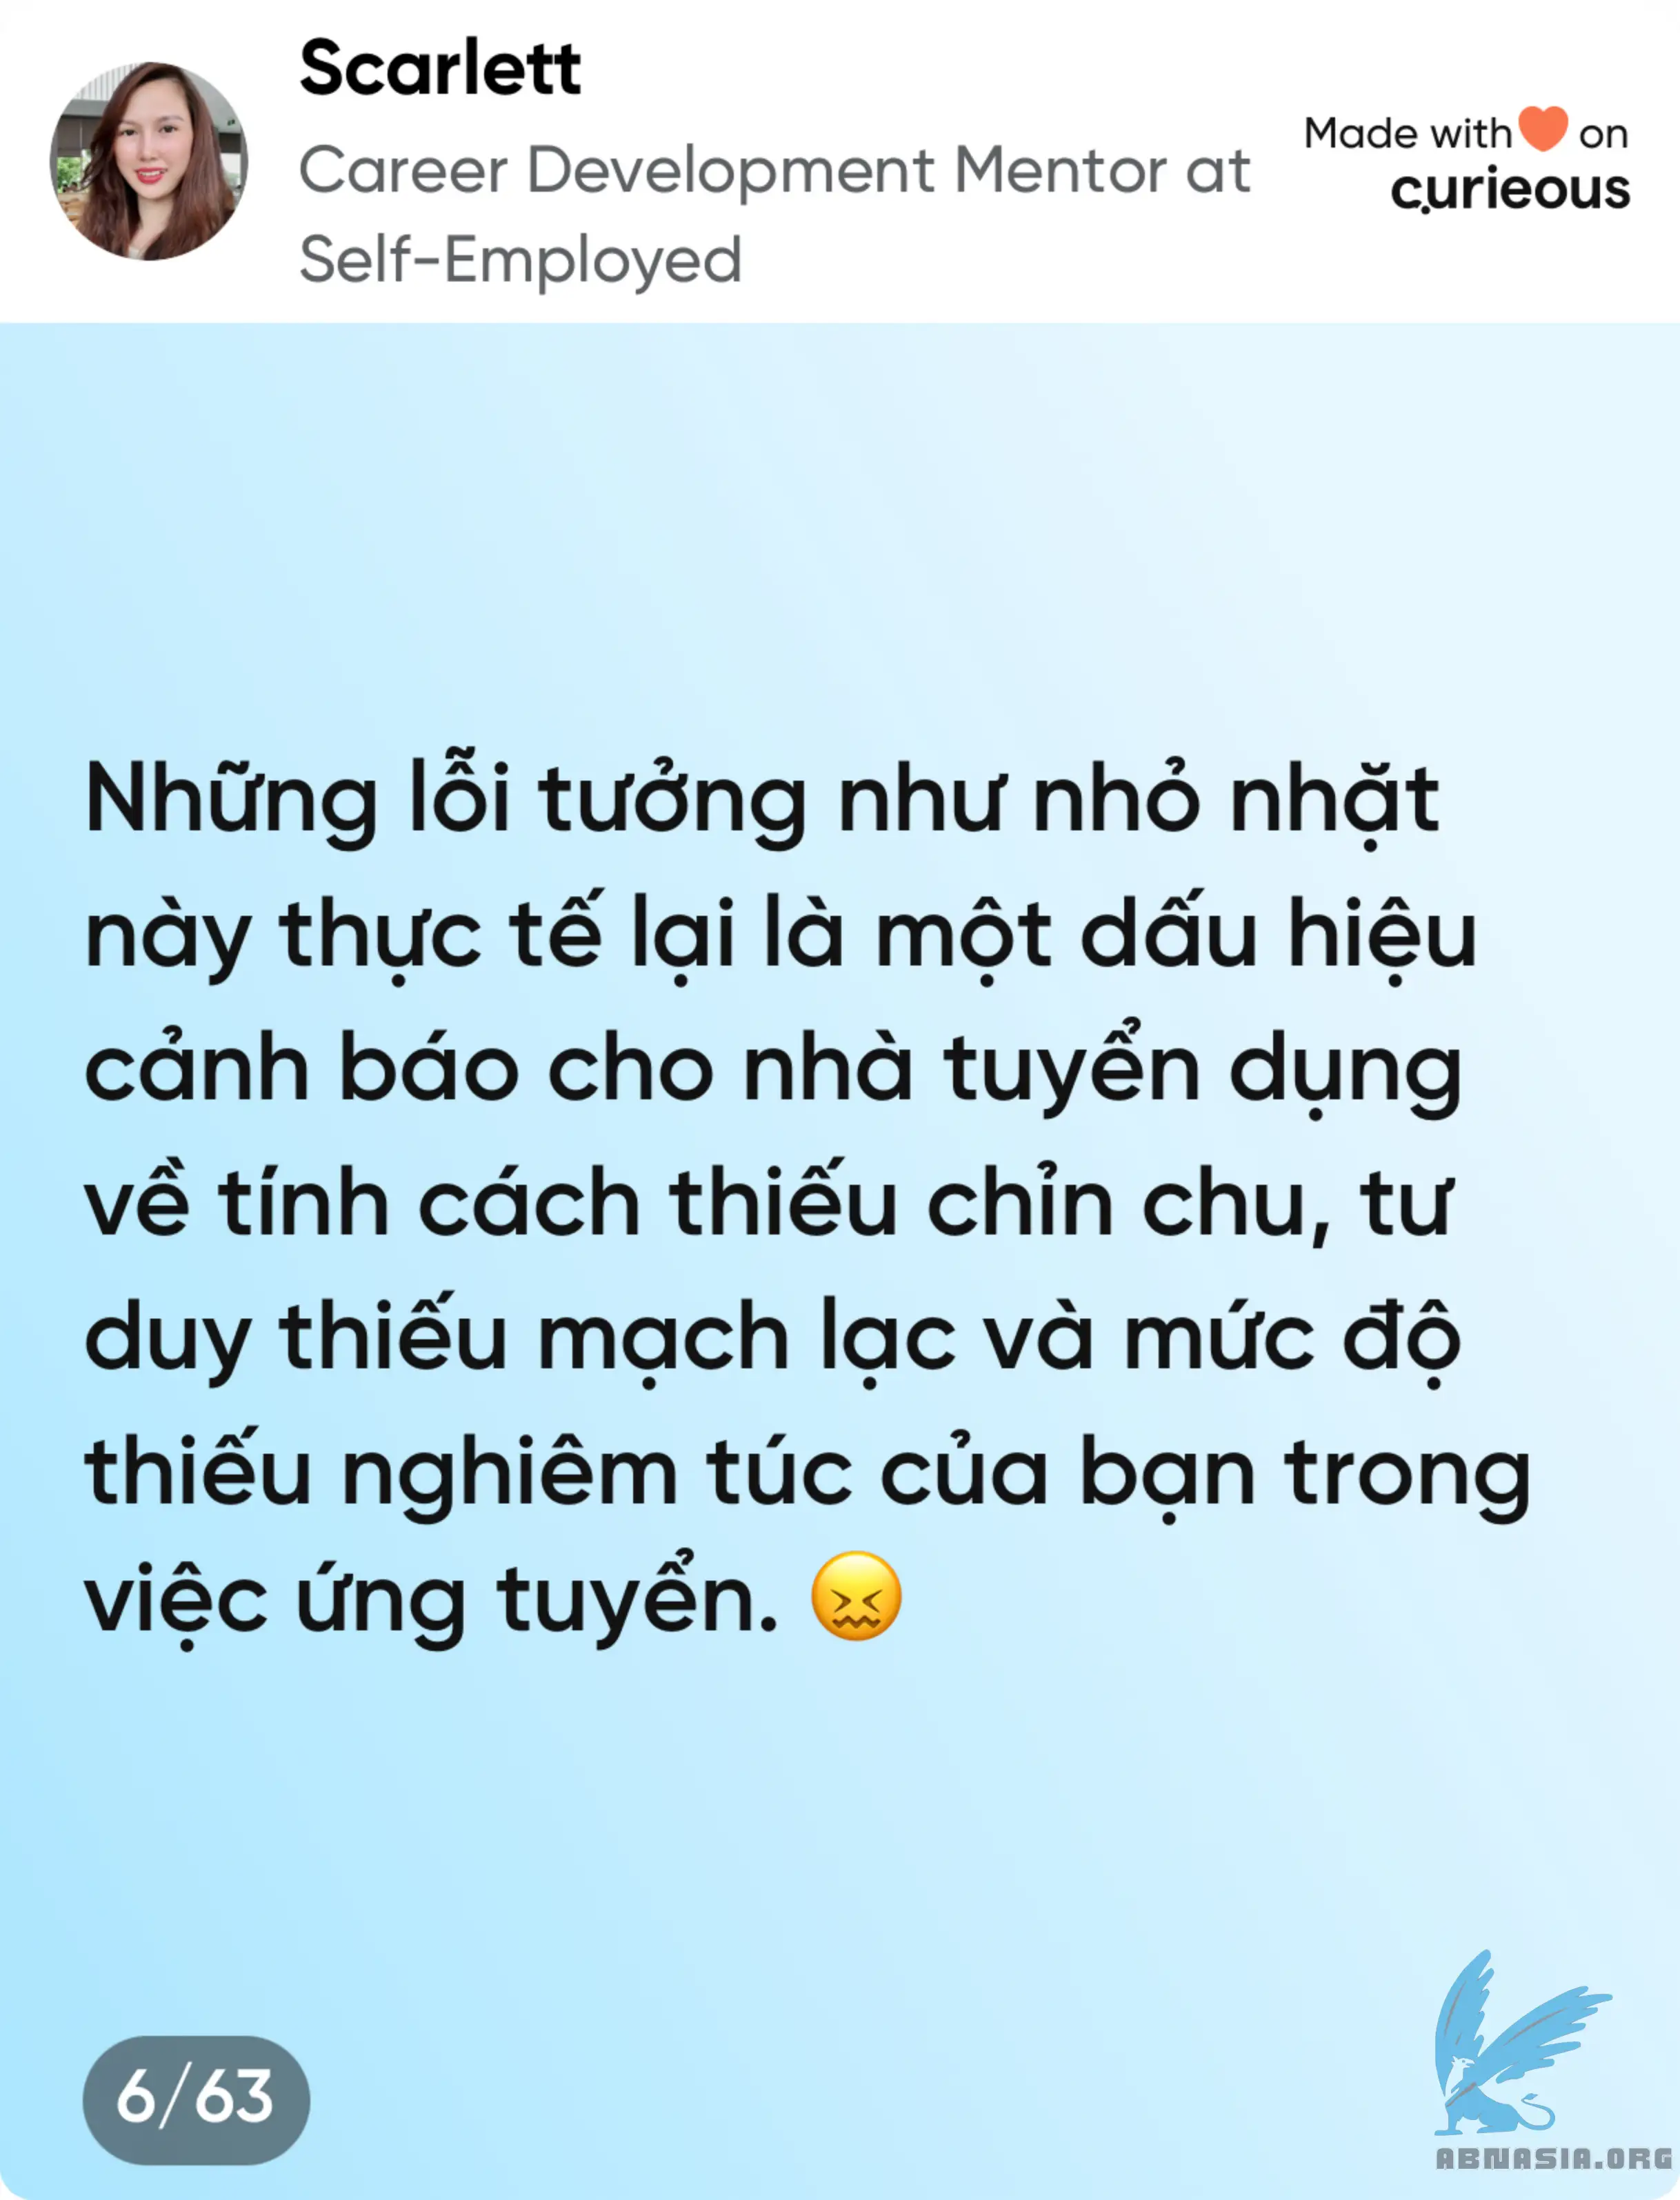 Scarlett
Career Development Mentor at
Self-Employed
Made with❤️on
curieous
Những lỗi tưởng như nhỏ nhặt
này thực tế lại là một dấu hiệu
cảnh báo cho nhà tuyển dụng
về tính cách thiếu chỉn chu, tư
duy thiếu mạch lạc và mức độ
thiếu nghiêm túc của bạn trong
việc ứng tuyển. 😖
6/63
ABNASIA.ORG